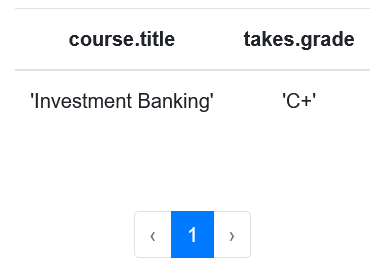 course.title takes.grade
'Investment Banking' 'C+'
‹ 1 ›